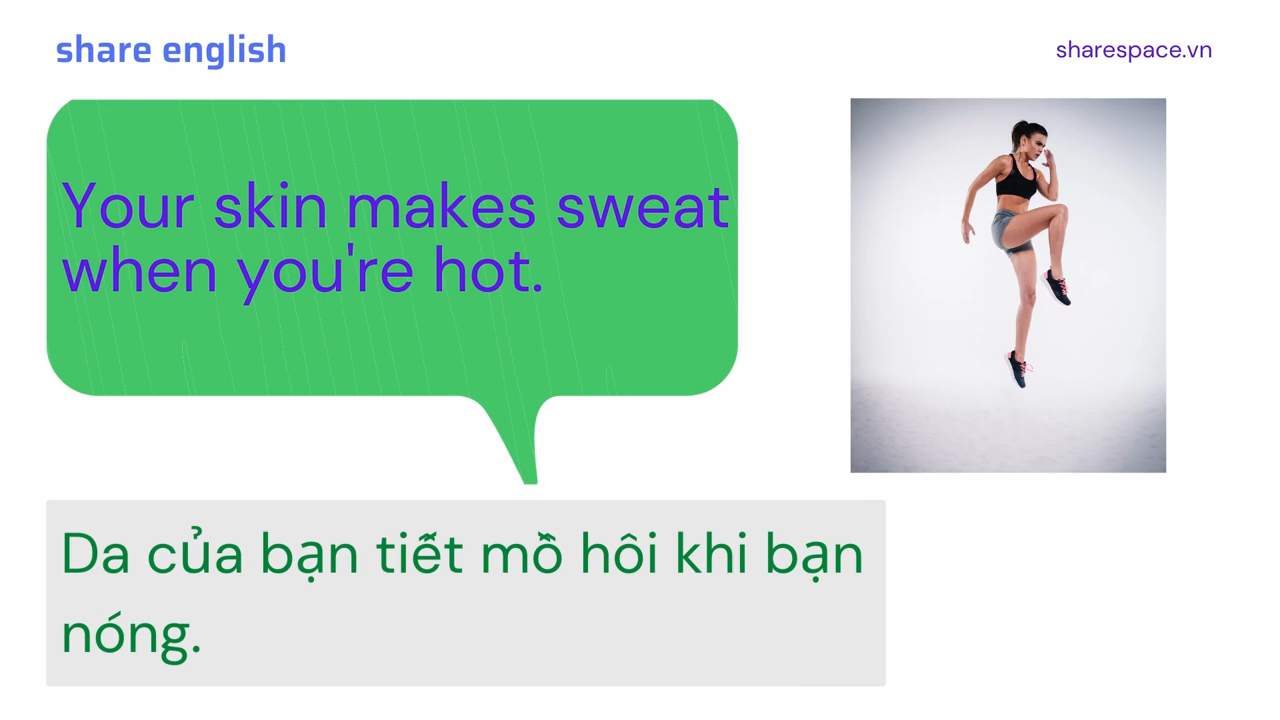 share english
sharespace.vn
Your skin makes sweat
when you're hot.
Da của bạn tiết mồ hôi khi bạn
nóng.